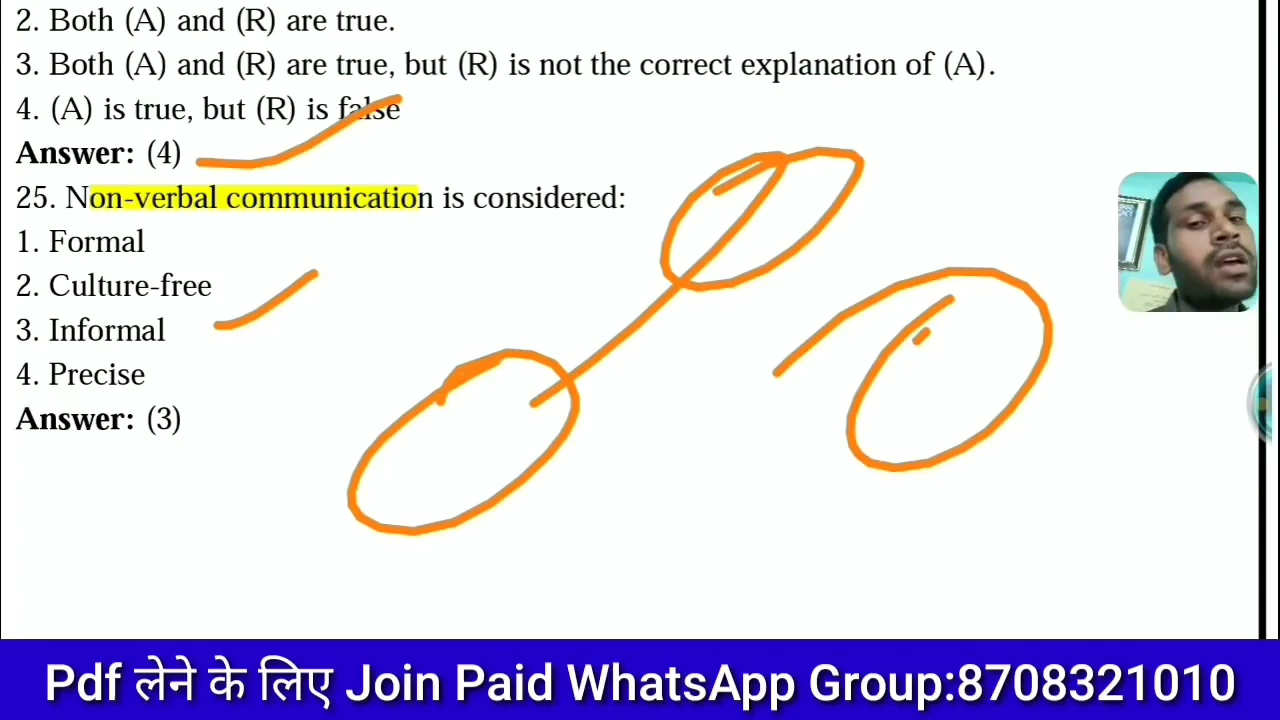 2. Both (A) and (R) are true.
3. Both (A) and (R) are true, but (R) is not the correct explanation of (A).
4. (A) is true, but (R) is false
Answer: (4)
25. Non-verbal communication is considered:
1. Formal
2. Culture-free
3. Informal
4. Precise
Answer: (3)
Pdf लेने के लिए Join Paid WhatsApp Group:8708321010